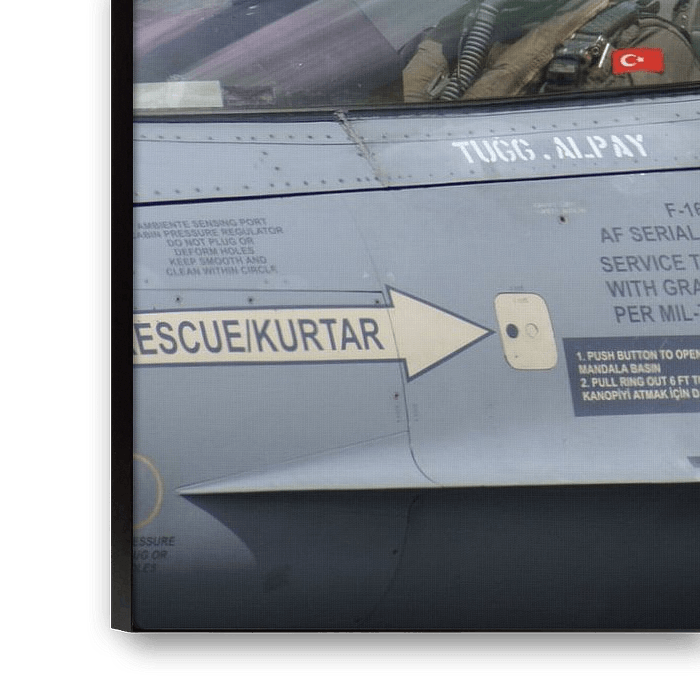 TUĞG.ALPAY
AMBIENTE SENSING PORT
CABIN PRESSURE REGULATOR
DO NOT PLUG OR
DEFORM HOLES
KEEP SMOOTH AND
CLEAN WITHIN CIRCLE
F-16
AF SERIAL
SERVICE T
WITH GRA
PER MIL-
RESCUE/KURTAR
1. PUSH BUTTON TO OPEN
MANDALA BASIN
2. PULL RING OUT 6 FT T
KANOPİYİ ATMAK İÇİN D
ESSURE
UG OR
LES